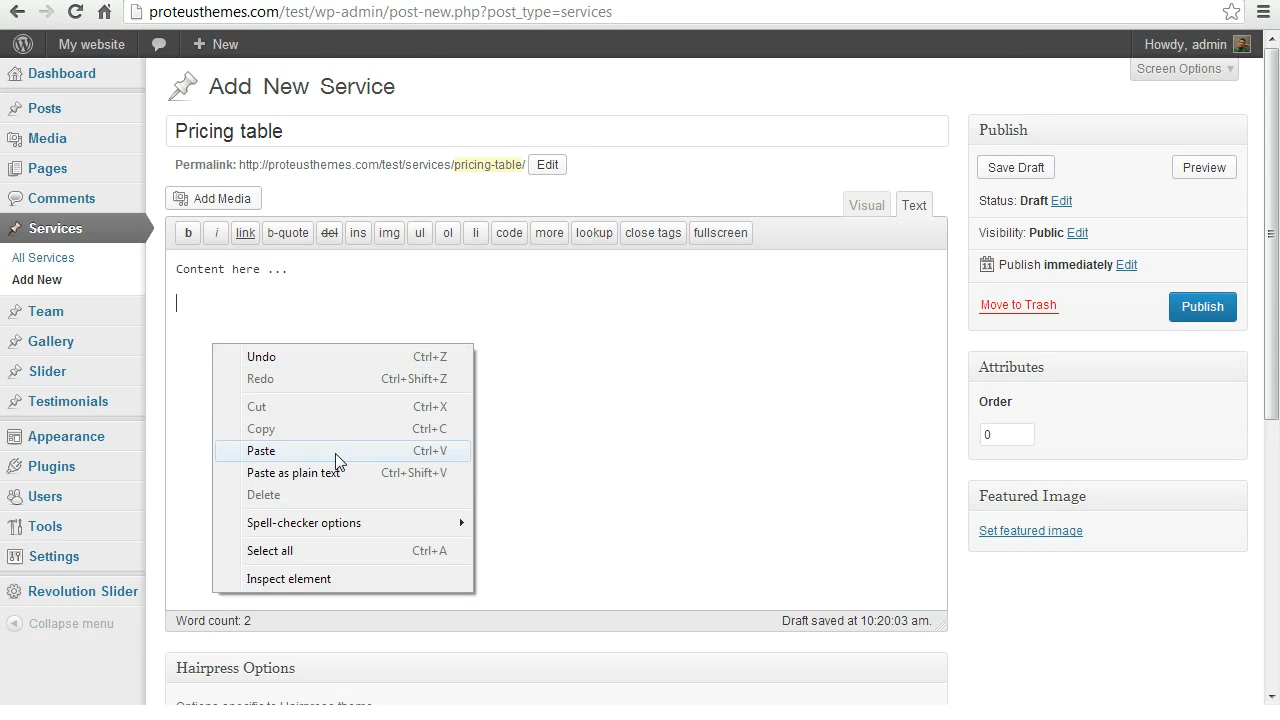 proteusthemes.com/test/wp-admin/post-new.php?post_type=services
My website
New
Howdy, admin
Screen Options
Dashboard
Posts
Media
Pages
Comments
Services
All Services
Add New
Team
Gallery
Slider
Testimonials
Appearance
Plugins
Users
Tools
Settings
Revolution Slider
Collapse menu
Add New Service
Pricing table
Permalink: http://proteusthemes.com/test/services/pricing-table/ Edit
Add Media
Visual Text
b i link b-quote del ins img ul ol li code more lookup close tags fullscreen
Content here ...
Undo Ctrl+Z
Redo Ctrl+Shift+Z
Cut Ctrl+X
Copy Ctrl+C
Paste Ctrl+V
Paste as plain text Ctrl+Shift+V
Delete
Spell-checker options
Select all Ctrl+A
Inspect element
Word count: 2 Draft saved at 10:20:03 am.
Hairpress Options
Options specific to Hairpress theme
Publish
Save Draft Preview
Status: Draft Edit
Visibility: Public Edit
Publish immediately Edit
Move to Trash Publish
Attributes
Order
0
Featured Image
Set featured image